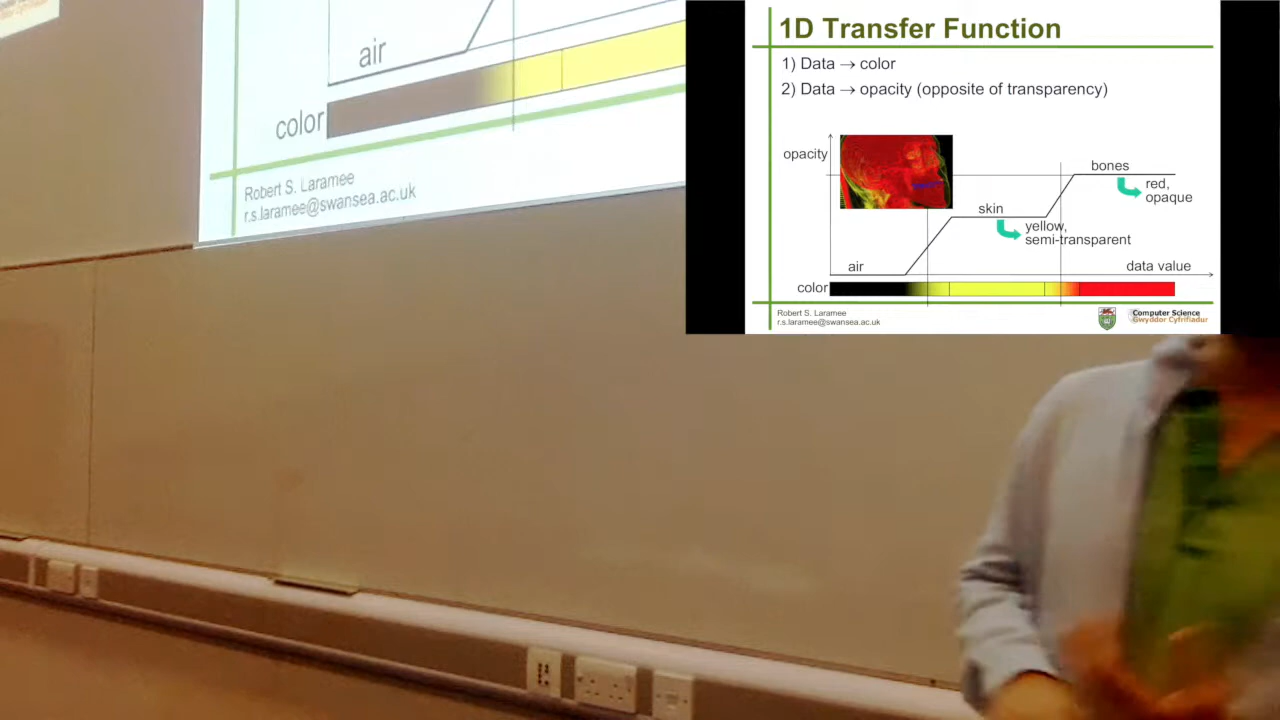 air
color
Robert S. Laramee
r.s.laramee@swansea.ac.uk
1D Transfer Function
1) Data → color
2) Data → opacity (opposite of transparency)
opacity
bones
red,
opaque
skin
yellow,
semi-transparent
air
data value
color
Robert S. Laramee
r.s.laramee@swansea.ac.uk
Computer Science
Gwyddor Cyfrifiadur